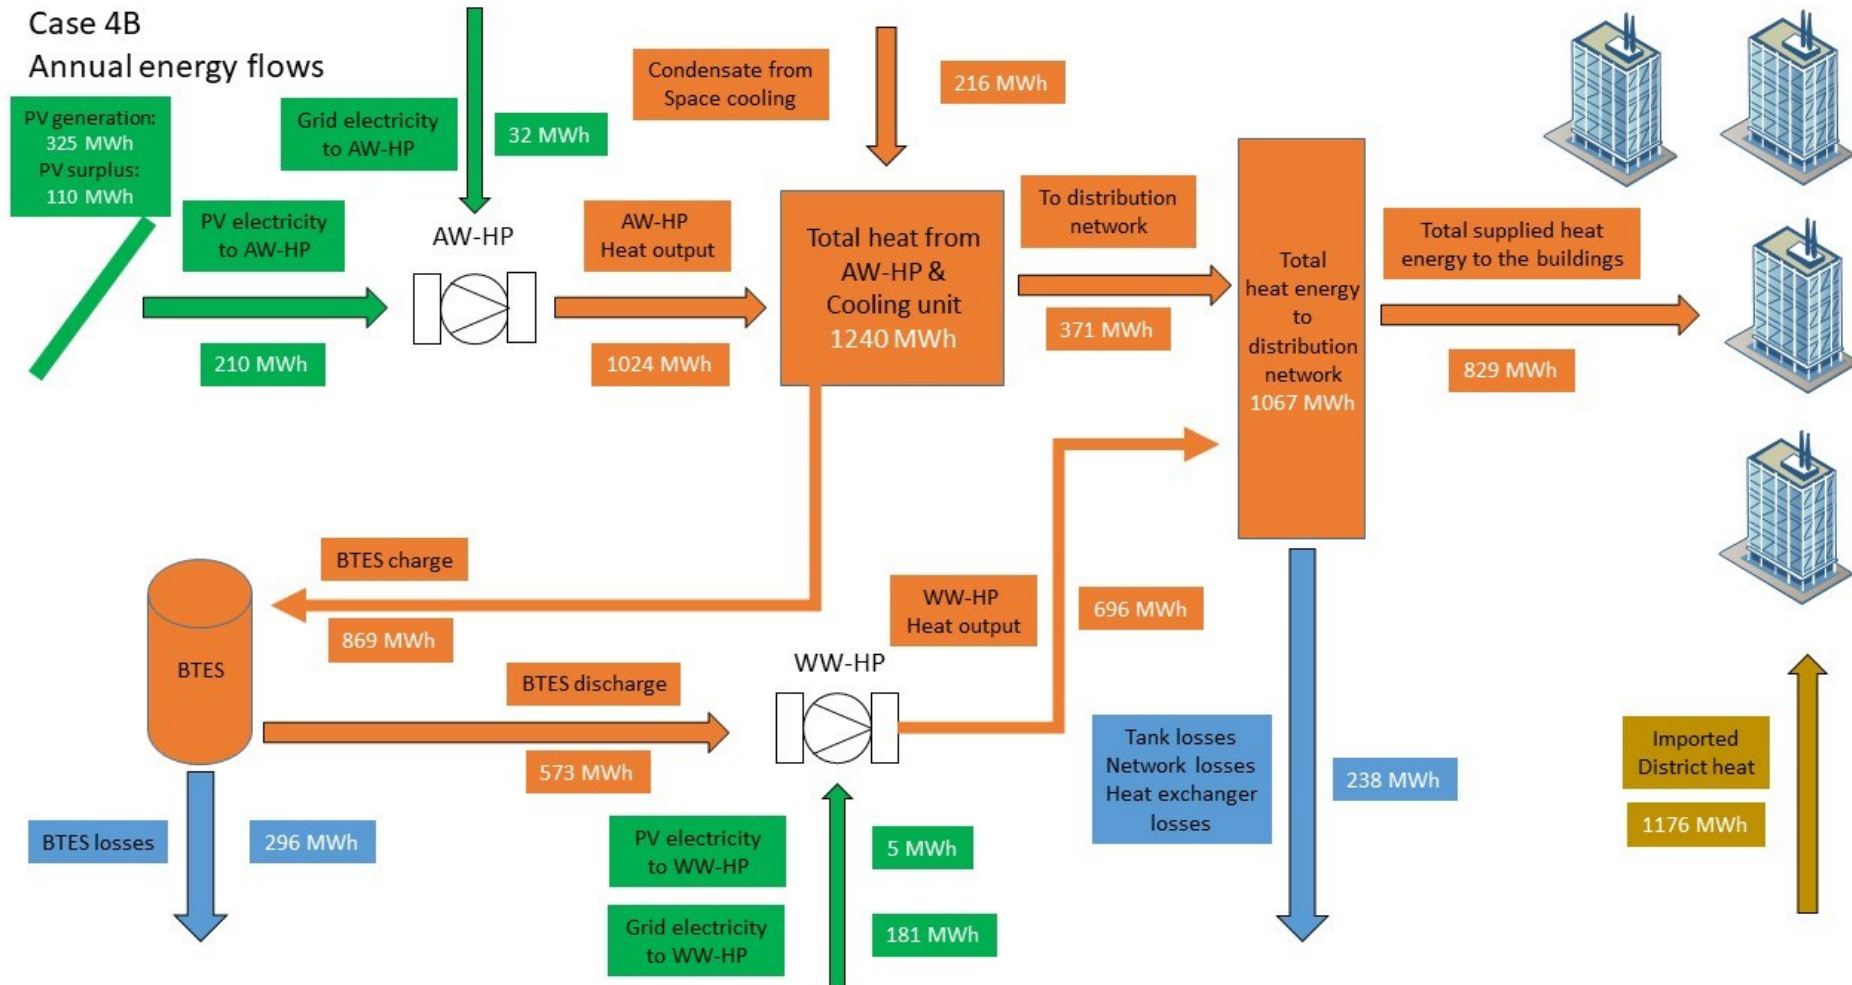 Case 4B
Annual energy flows
PV generation:
325 MWh
PV surplus:
110 MWh
Grid electricity
to AW-HP
32 MWh
Condensate from
Space cooling
216 MWh
PV electricity
to AW-HP
210 MWh
AW-HP
AW-HP
Heat output
1024 MWh
Total heat from
AW-HP &
Cooling unit
1240 MWh
To distribution
network
371 MWh
Total
heat energy
to
distribution
network
1067 MWh
Total supplied heat
energy to the buildings
829 MWh
BTES charge
869 MWh
BTES
BTES discharge
573 MWh
WW-HP
WW-HP
Heat output
696 MWh
BTES losses
296 MWh
PV electricity
to WW-HP
5 MWh
Grid electricity
to WW-HP
181 MWh
Tank losses
Network losses
Heat exchanger
losses
238 MWh
Imported
District heat
1176 MWh